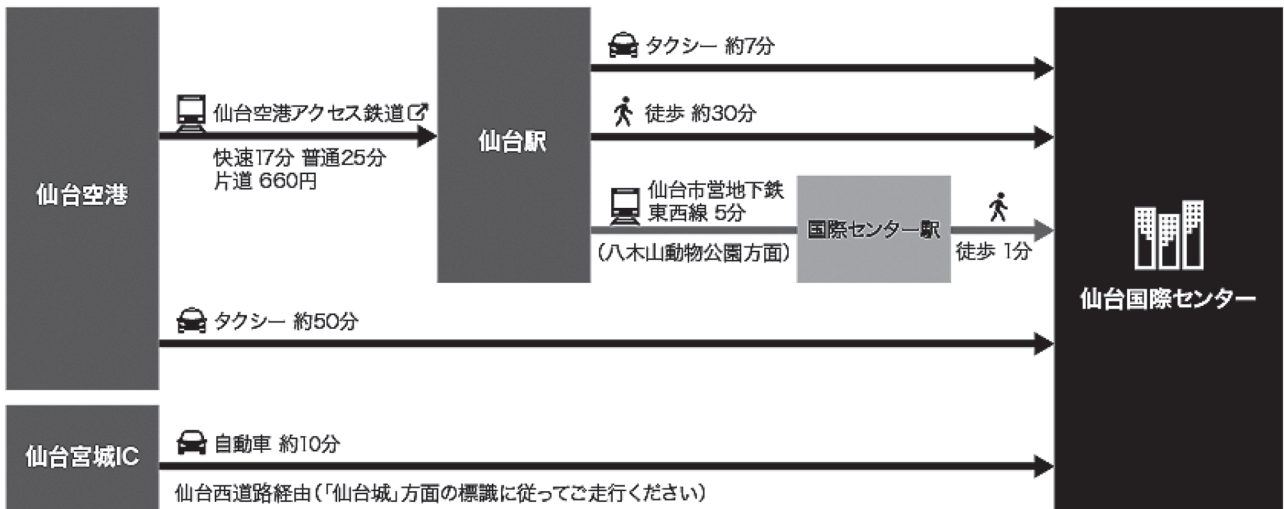 仙台空港
仙台空港アクセス鉄道
快速17分 普通25分
片道 660円
仙台駅
タクシー 約7分
徒歩 約30分
仙台市営地下鉄
東西線 5分
(八木山動物公園方面)
国際センター駅
徒歩 1分
タクシー 約50分
仙台国際センター
仙台宮城IC
自動車 約10分
仙台西道路経由(「仙台城」方面の標識に従ってご走行ください)